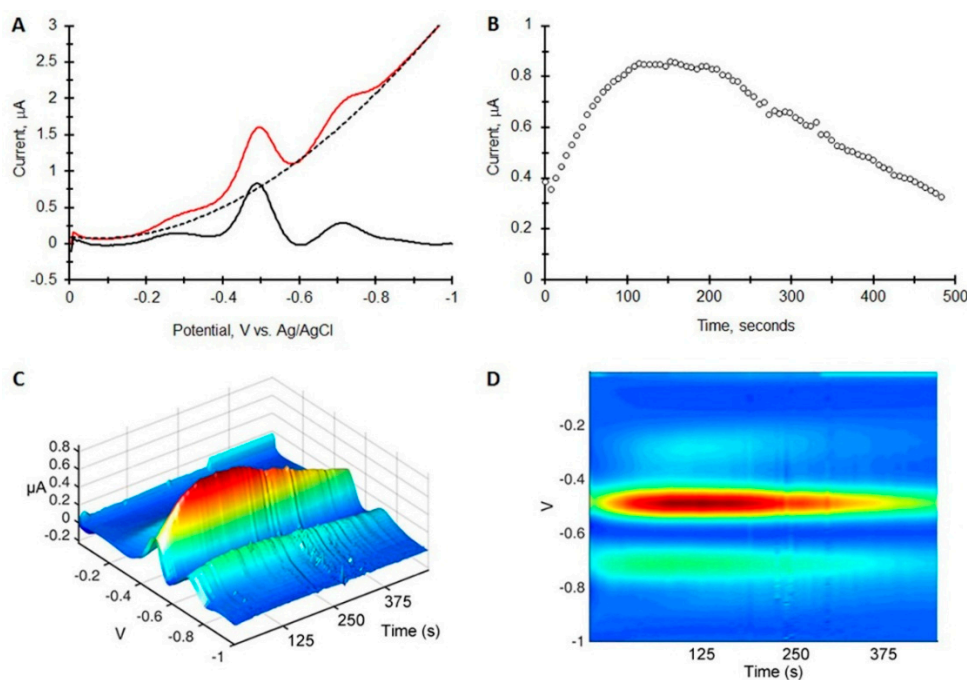 A
3
2.5
2
1.5
1
0.5
0
-0.5
Current, µA
0 -0.2 -0.4 -0.6 -0.8 -1
Potential, V vs. Ag/AgCl
B
1
0.8
0.6
0.4
0.2
0
Current, µA
0 100 200 300 400 500
Time, seconds
C
0.8
0.6
0.4
0.2
0
-0.2
µA
-0.2
-0.4
-0.6
-0.8
-1
V
125
250
375
Time (s)
D
-0.2
-0.4
-0.6
-0.8
-1
V
125 250 375
Time (s)